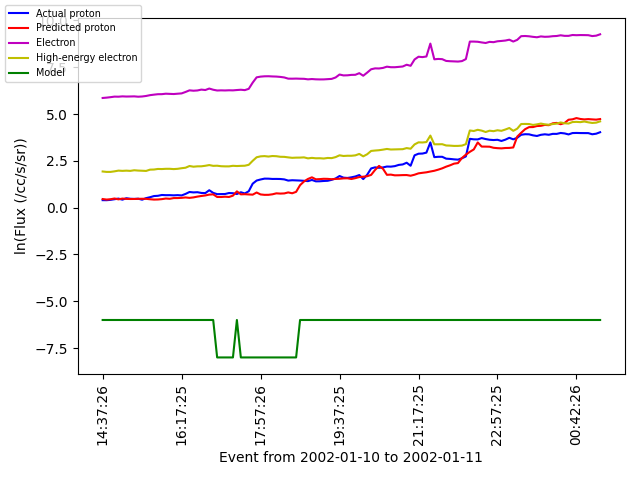 Actual proton
Predicted proton
Electron
High-energy electron
Model
5.0
2.5
0.0
−2.5
−5.0
−7.5
ln(Flux (/cc/s/sr))
14:37:26
16:17:25
17:57:26
19:37:25
21:17:25
22:57:25
00:42:26
Event from 2002-01-10 to 2002-01-11